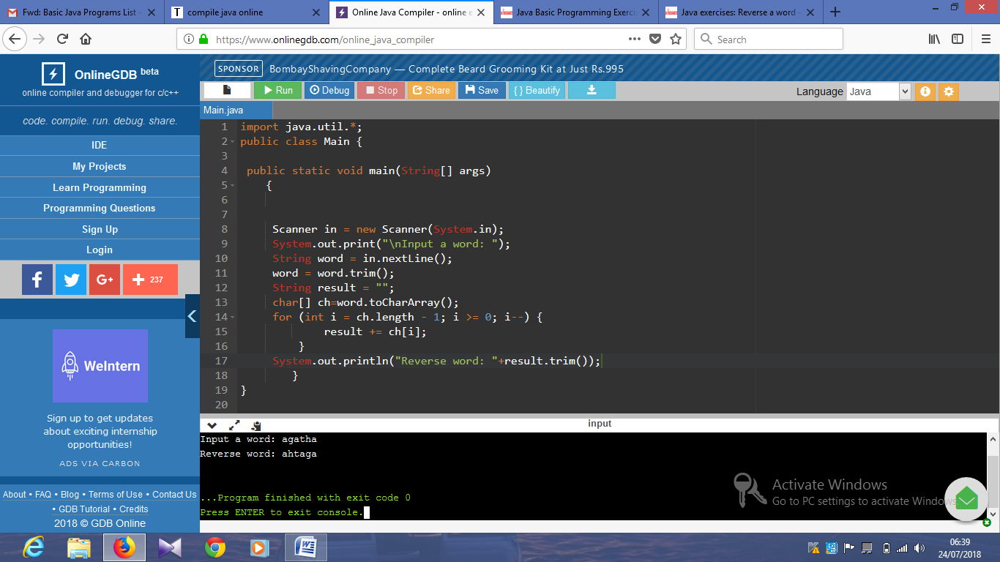 Fwd: Basic Java Programs List -
compile java online
Online Java Compiler - online e
Java Basic Programming Exerci
Java exercises: Reverse a word -
https://www.onlinegdb.com/online_java_compiler
Search
OnlineGDB beta
online compiler and debugger for c/c++
code. compile. run. debug. share.
IDE
My Projects
Learn Programming
Programming Questions
Sign Up
Login
237
WeIntern
Sign up to get updates
about exciting internship
opportunities!
ADS VIA CARBON
About • FAQ • Blog • Terms of Use • Contact Us
• GDB Tutorial • Credits
2018 © GDB Online
SPONSOR BombayShavingCompany — Complete Beard Grooming Kit at Just Rs.995
Run Debug Stop Share Save { } Beautify Language Java
Main.java
1 import java.util.*;
2 public class Main {
3
4 public static void main(String[] args)
5 {
6
7
8 Scanner in = new Scanner(System.in);
9 System.out.print("\nInput a word: ");
10 String word = in.nextLine();
11 word = word.trim();
12 String result = "";
13 char[] ch=word.toCharArray();
14 for (int i = ch.length - 1; i >= 0; i--) {
15 result += ch[i];
16 }
17 System.out.println("Reverse word: "+result.trim());
18 }
19 }
20
input
Input a word: agatha
Reverse word: ahtaga
...Program finished with exit code 0
Press ENTER to exit console.
Activate Windows
Go to PC settings to activate Windows.
06:39
24/07/2018